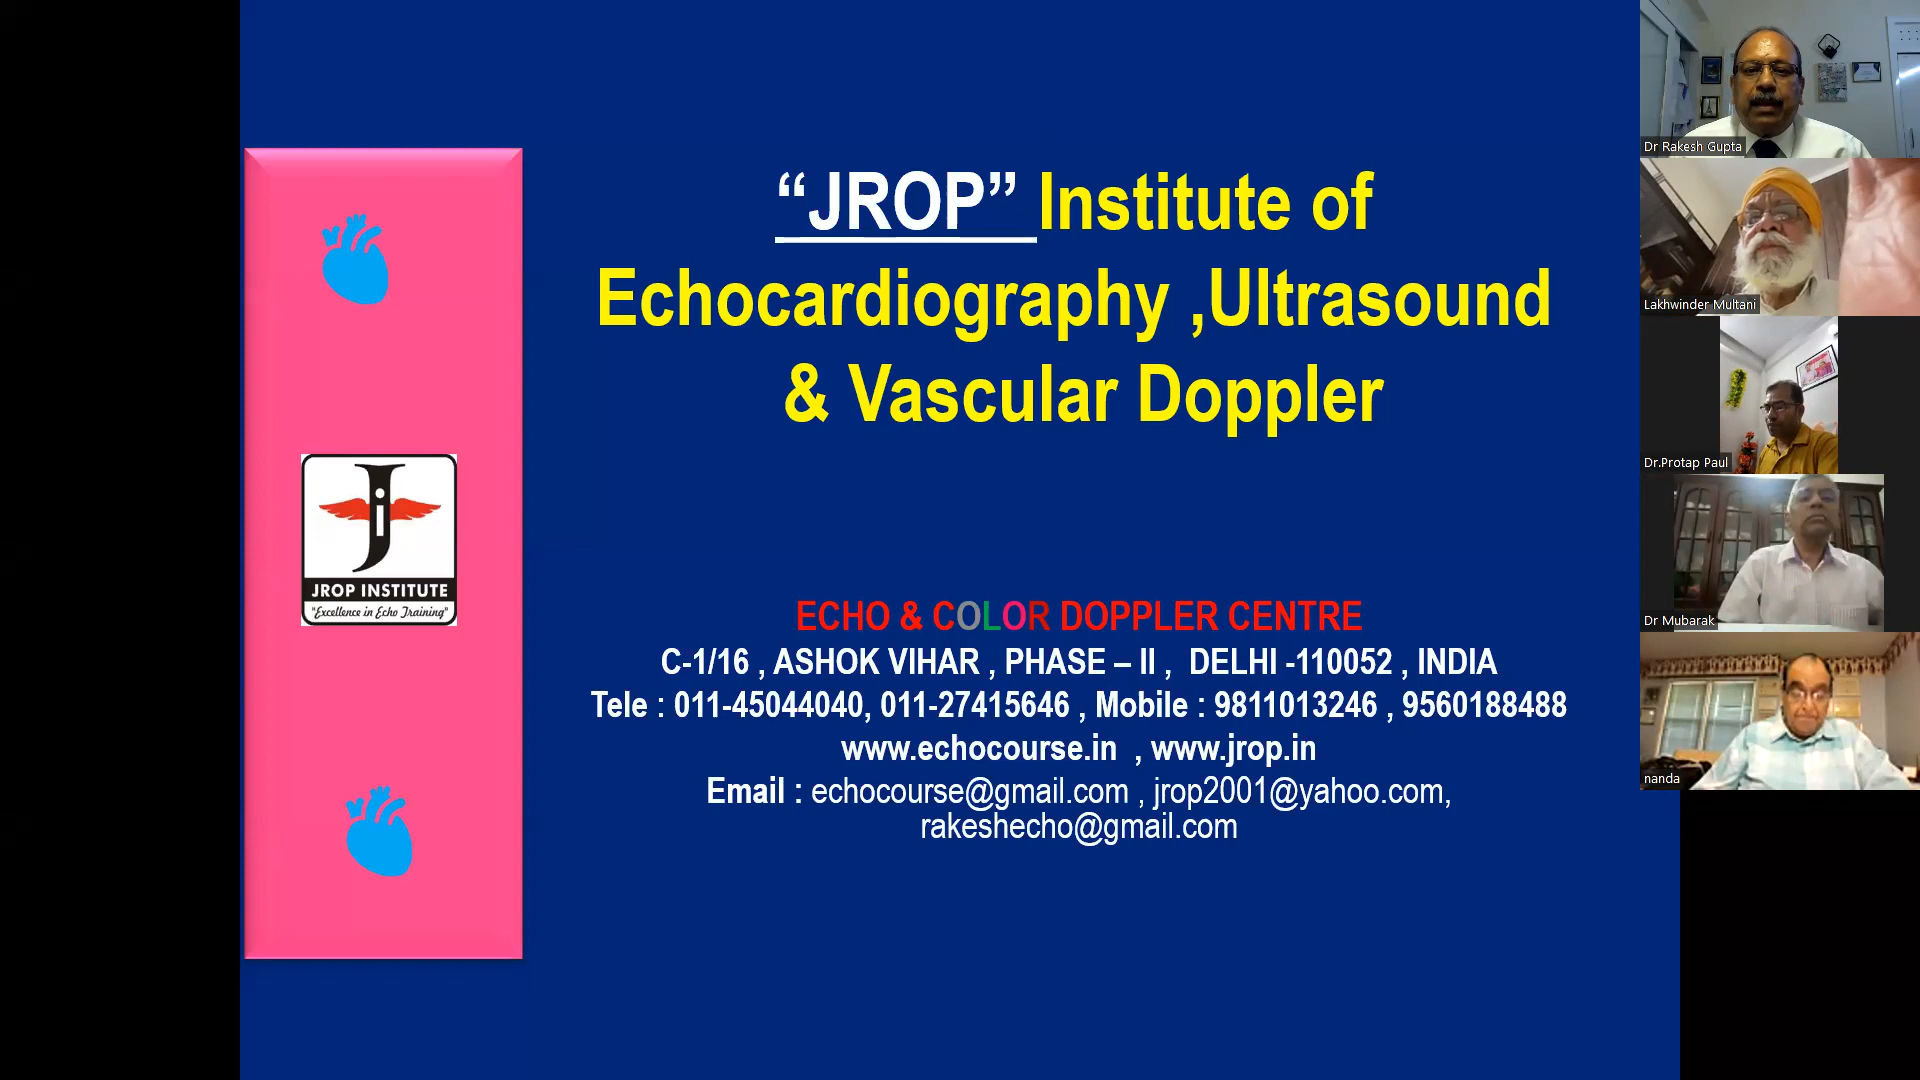 “JROP” Institute of
Echocardiography ,Ultrasound
& Vascular Doppler
JROP INSTITUTE
"Excellence in Echo Training"
ECHO & COLOR DOPPLER CENTRE
C-1/16 , ASHOK VIHAR , PHASE – II , DELHI -110052 , INDIA
Tele : 011-45044040, 011-27415646 , Mobile : 9811013246 , 9560188488
www.echocourse.in , www.jrop.in
Email : echocourse@gmail.com , jrop2001@yahoo.com,
rakeshecho@gmail.com
Dr Rakesh Gupta
Lakhwinder Multani
Dr.Protap Paul
Dr Mubarak
nanda